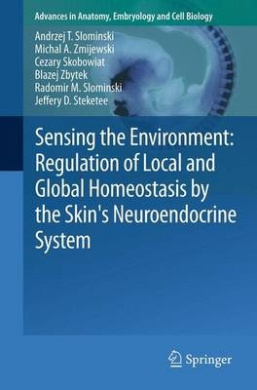 Advances in Anatomy, Embryology and Cell Biology
Andrzej T. Slominski
Michal A. Zmijewski
Cezary Skobowiat
Blazej Zbytek
Radomir M. Slominski
Jeffery D. Steketee
Sensing the Environment:
Regulation of Local and
Global Homeostasis by
the Skin's Neuroendocrine
System
Springer